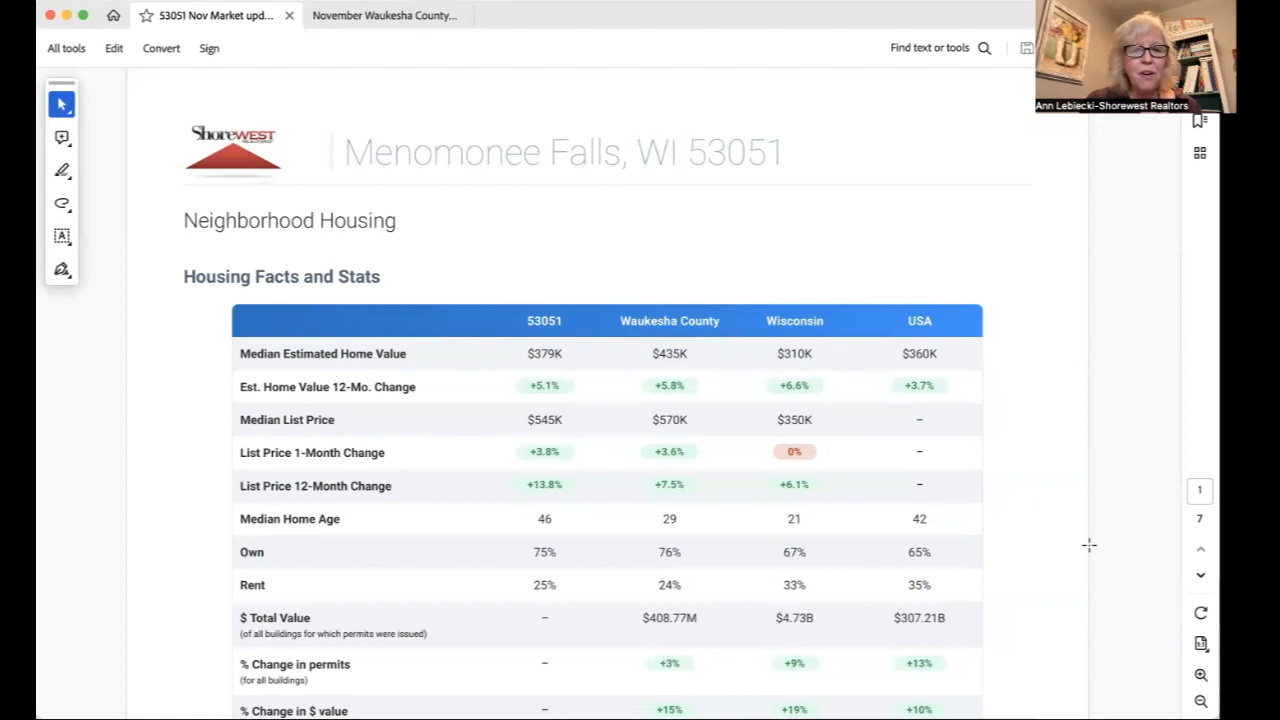 53051 Nov Market upd...
November Waukesha County...
All tools Edit Convert Sign
Find text or tools
Ann Lebiecki-Shorewest Realtors
ShoreWEST
REALTORS
Menomonee Falls, WI 53051
Neighborhood Housing
Housing Facts and Stats
53051 Waukesha County Wisconsin USA
Median Estimated Home Value $379K $435K $310K $360K
Est. Home Value 12-Mo. Change +5.1% +5.8% +6.6% +3.7%
Median List Price $545K $570K $350K –
List Price 1-Month Change +3.8% +3.6% 0% –
List Price 12-Month Change +13.8% +7.5% +6.1% –
Median Home Age 46 29 21 42
Own 75% 76% 67% 65%
Rent 25% 24% 33% 35%
$ Total Value – $408.77M $4.73B $307.21B
(of all buildings for which permits were issued)
% Change in permits – +3% +9% +13%
(for all buildings)
% Change in $ value – +15% +19% +10%
1
7